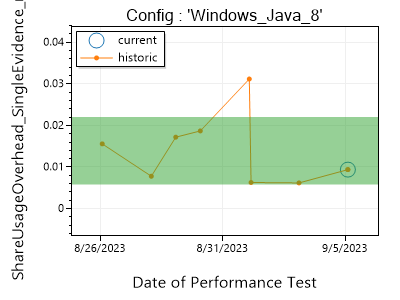 Config : 'Windows_Java_8'
ShareUsageOverhead_SingleEvidence_
current
historic
0.04
0.03
0.02
0.01
0
8/26/2023
8/31/2023
9/5/2023
Date of Performance Test